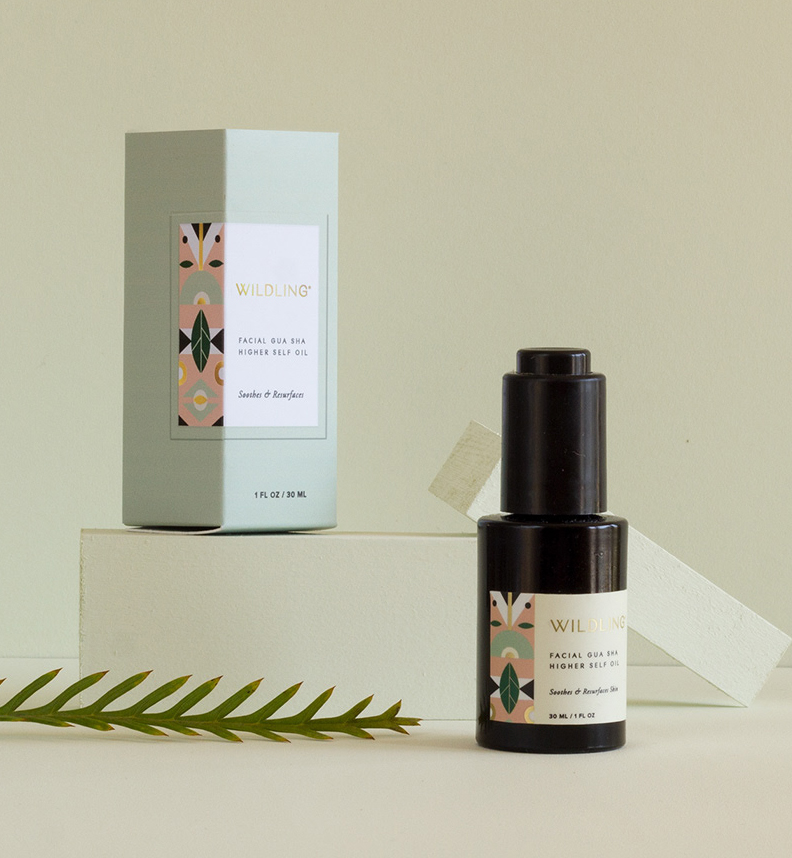 WILDLING
FACIAL GUA SHA
HIGHER SELF OIL
Soothes & Resurfaces
1 FL OZ / 30 ML
WILDLING
FACIAL GUA SHA
HIGHER SELF OIL
Soothes & Resurfaces Skin
30 ML / 1 FL OZ